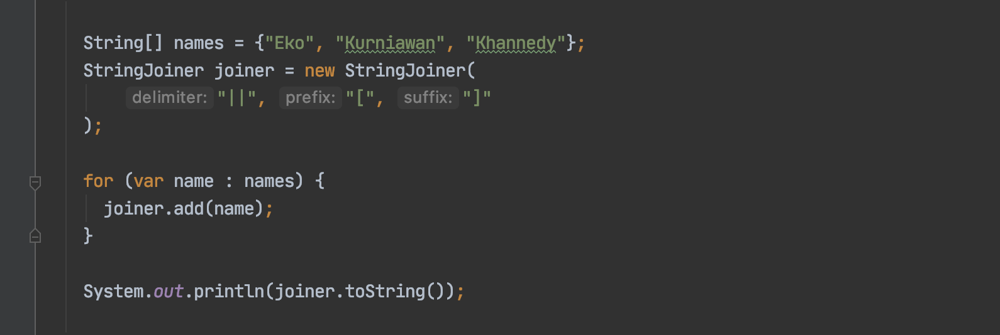 String[] names = {"Eko", "Kurniawan", "Khannedy"};
StringJoiner joiner = new StringJoiner(
delimiter: "||", prefix: "[", suffix: "]"
);
for (var name : names) {
joiner.add(name);
}
System.out.println(joiner.toString());